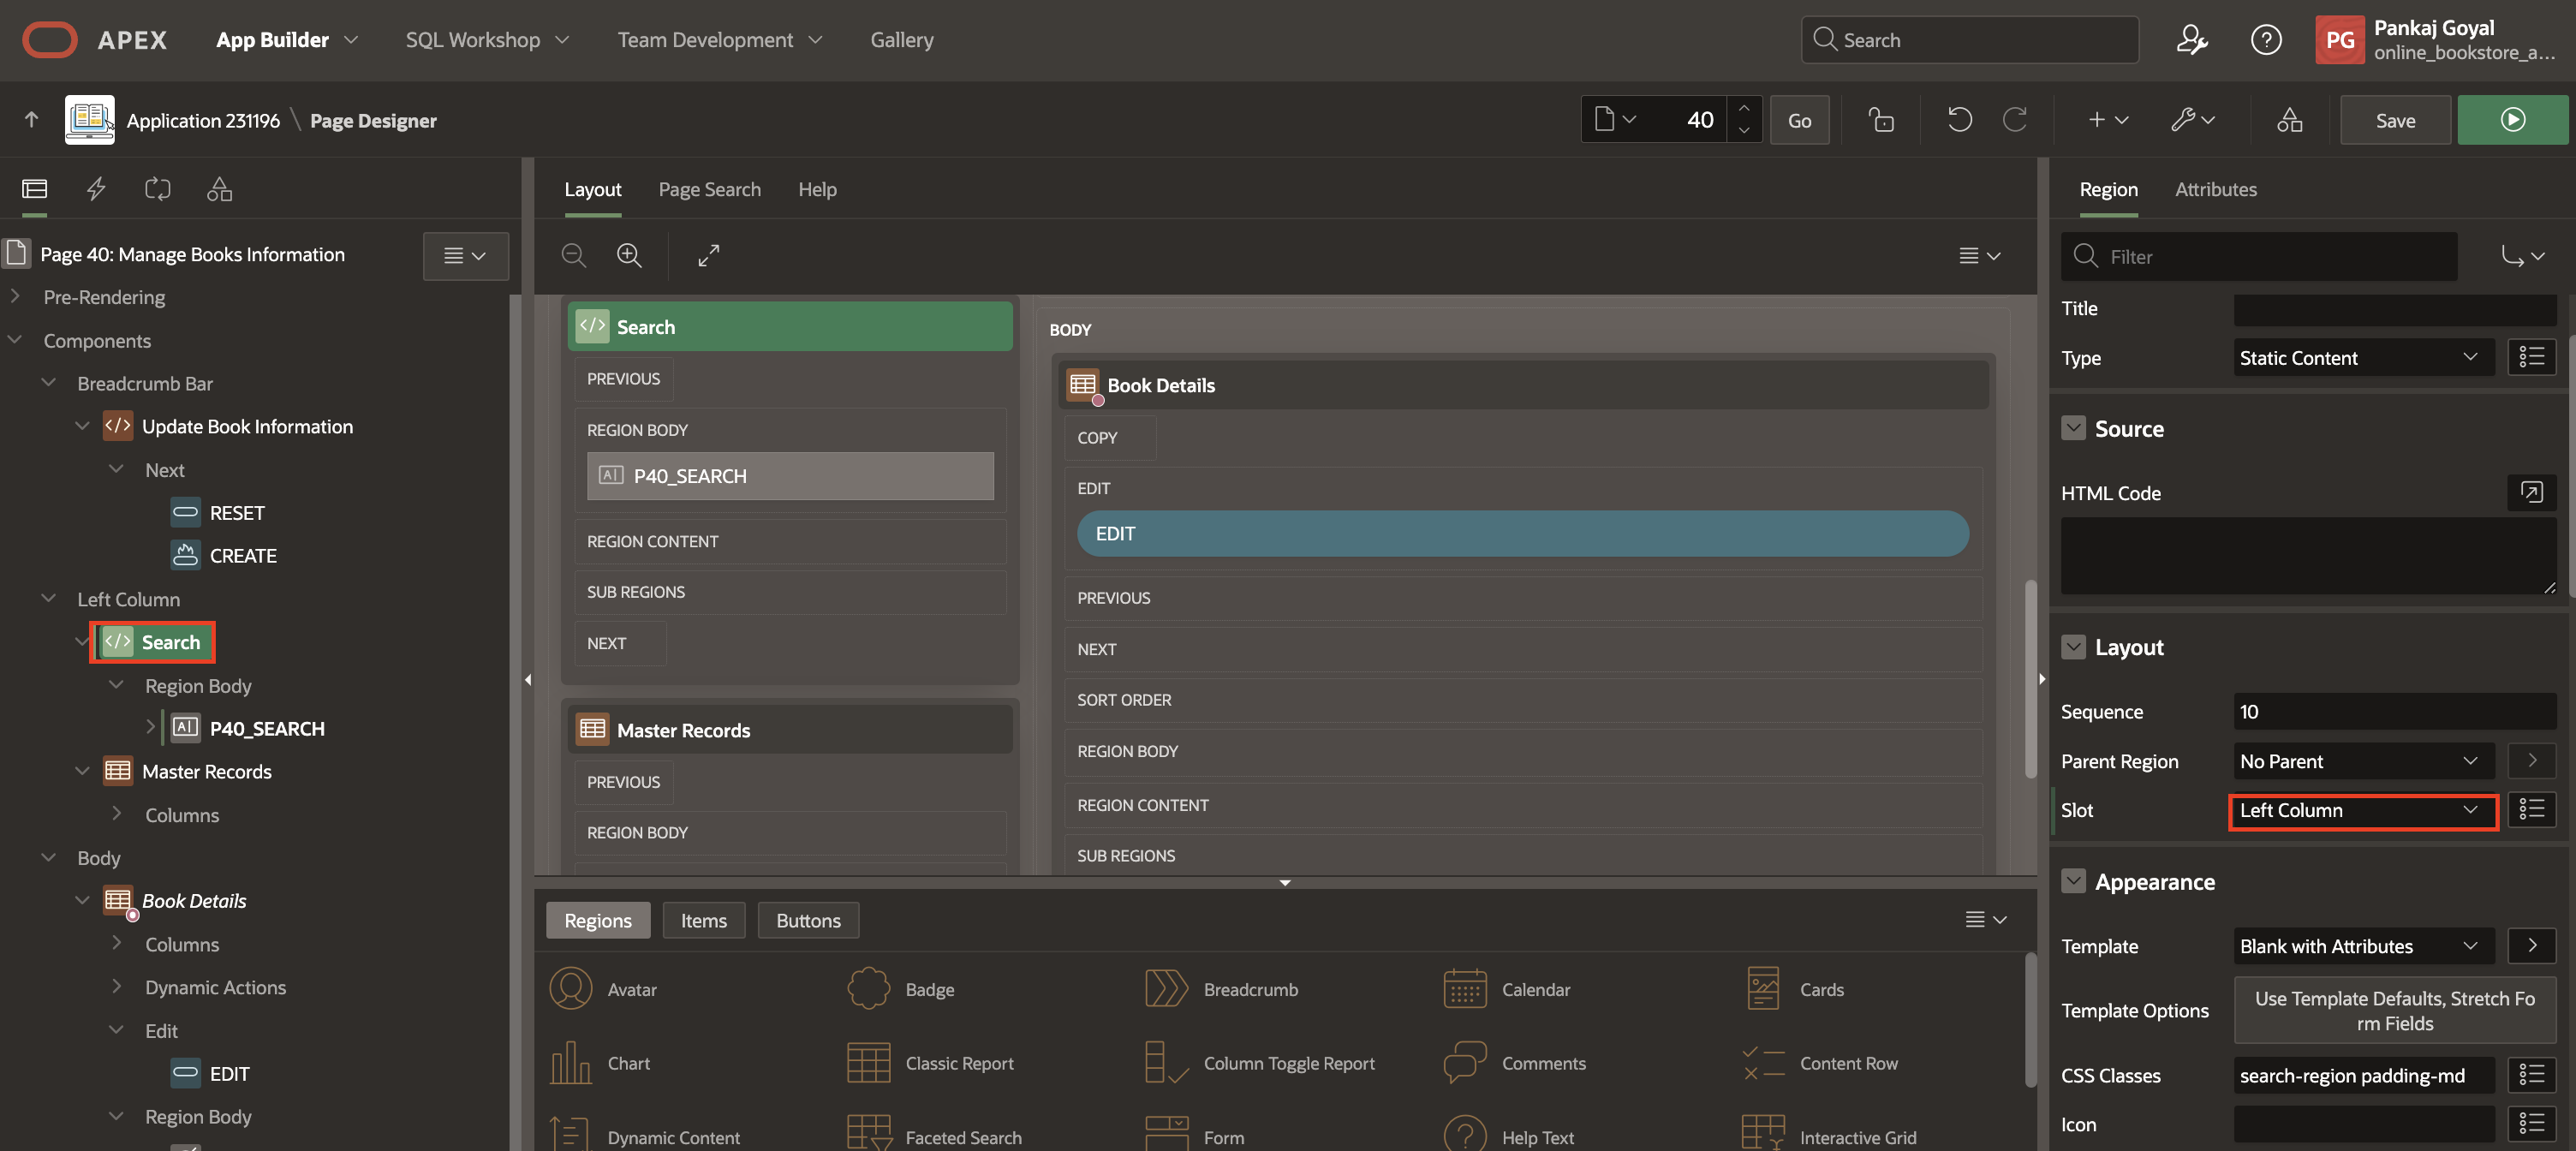 APEX App Builder SQL Workshop Team Development Gallery Search PG Pankaj Goyal
online_bookstore_a...
Application 231196 \ Page Designer 40 Go Save
Layout Page Search Help
Region Attributes
Page 40: Manage Books Information
Filter
Pre-Rendering
Components
Breadcrumb Bar
</> Update Book Information
Next
RESET
CREATE
Left Column
</> Search
Region Body
AI P40_SEARCH
Master Records
Columns
Body
Book Details
Columns
Dynamic Actions
Edit
EDIT
Region Body
</> Search
PREVIOUS
REGION BODY
AI P40_SEARCH
REGION CONTENT
SUB REGIONS
NEXT
Master Records
PREVIOUS
REGION BODY
BODY
Book Details
COPY
EDIT
EDIT
PREVIOUS
NEXT
SORT ORDER
REGION BODY
REGION CONTENT
SUB REGIONS
Regions Items Buttons
Avatar Badge Breadcrumb Calendar Cards
Chart Classic Report Column Toggle Report Comments Content Row
Dynamic Content Faceted Search Form Help Text Interactive Grid
Title
Type Static Content
Source
HTML Code
Layout
Sequence 10
Parent Region No Parent
Slot Left Column
Appearance
Template Blank with Attributes
Template Options Use Template Defaults, Stretch Fo
rm Fields
CSS Classes search-region padding-md
Icon